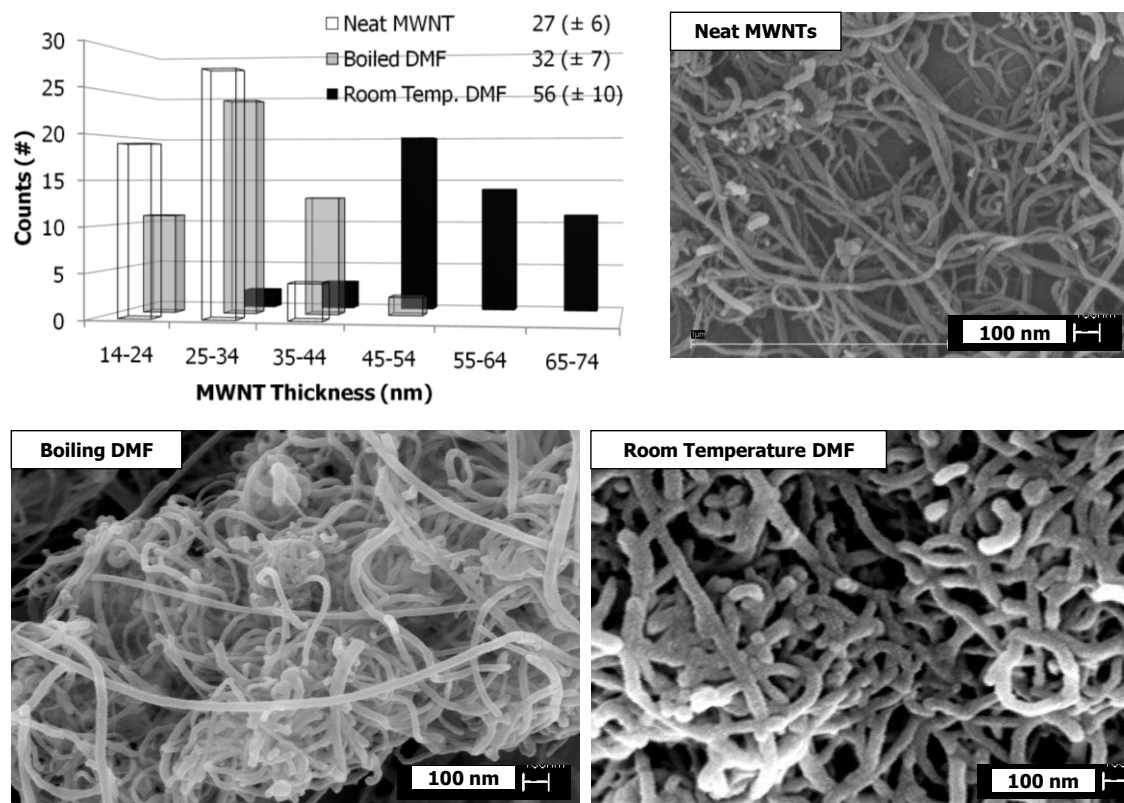 Neat MWNT 27 (± 6)
Boiled DMF 32 (± 7)
Room Temp. DMF 56 (± 10)
30
25
20
15
10
5
0
Counts (#)
14-24 25-34 35-44 45-54 55-64 65-74
MWNT Thickness (nm)
Neat MWNTs
1µm
100 nm
Boiling DMF
100 nm
Room Temperature DMF
100 nm